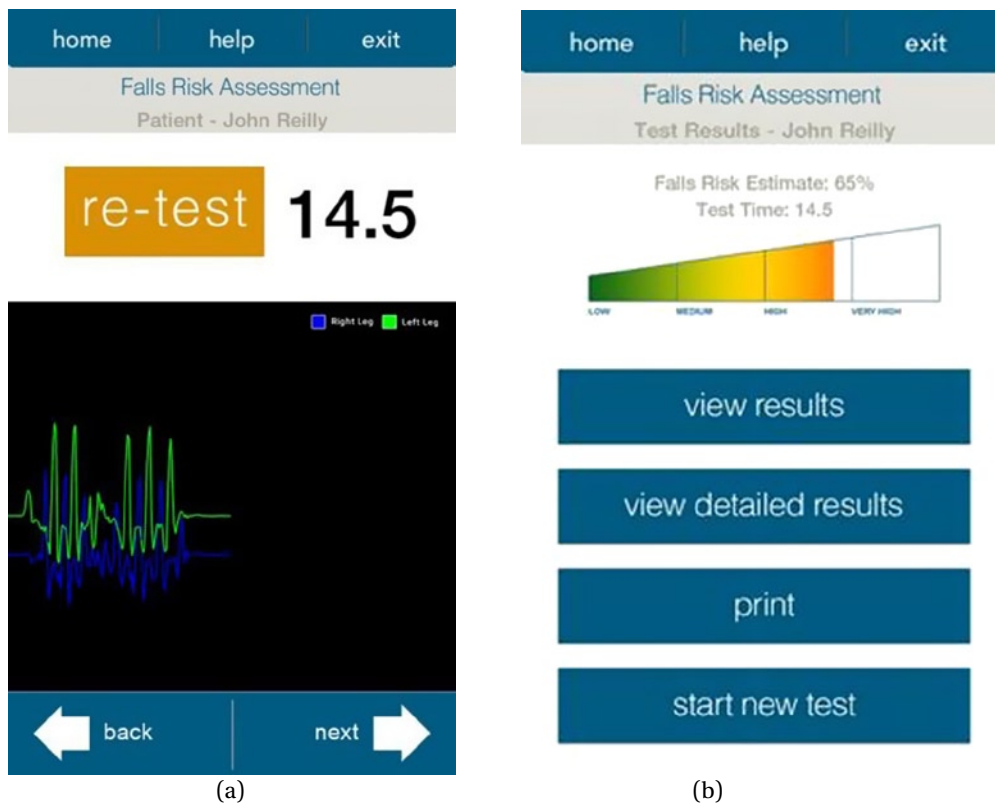 home help exit
Falls Risk Assessment
Patient - John Reilly
re-test 14.5
Right Leg Left Leg
back next
(a)
home help exit
Falls Risk Assessment
Test Results - John Reilly
Falls Risk Estimate: 65%
Test Time: 14.5
LOW MEDIUM HIGH VERY HIGH
view results
view detailed results
print
start new test
(b)